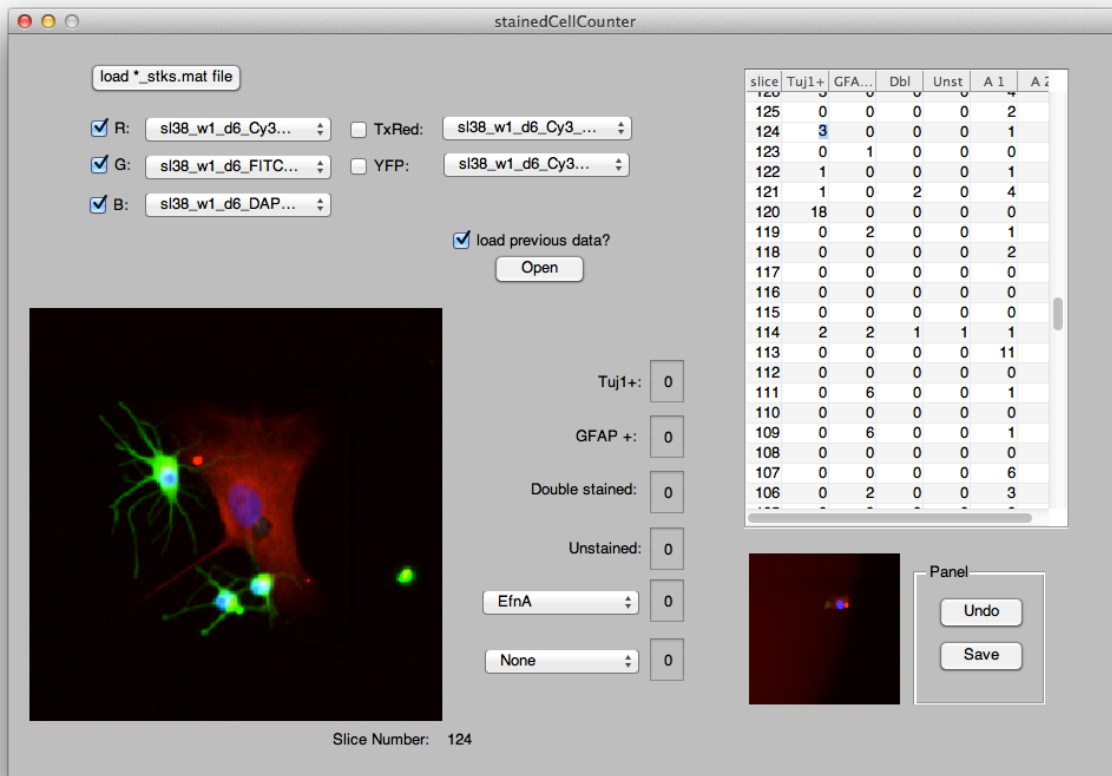 stainedCellCounter
load *_stks.mat file
R: sl38_w1_d6_Cy3... TxRed: sl38_w1_d6_Cy3_...
G: sl38_w1_d6_FITC... YFP: sl38_w1_d6_Cy3...
B: sl38_w1_d6_DAP...
load previous data?
Open
slice Tuj1+ GFA... Dbl Unst A 1
125 0 0 0 0 2
124 3 0 0 0 1
123 0 1 0 0 0
122 1 0 0 0 1
121 1 0 2 0 4
120 18 0 0 0 0
119 0 2 0 0 1
118 0 0 0 0 2
117 0 0 0 0 0
116 0 0 0 0 0
115 0 0 0 0 0
114 2 2 1 1 1
113 0 0 0 0 11
112 0 0 0 0 0
111 0 6 0 0 1
110 0 0 0 0 0
109 0 6 0 0 1
108 0 0 0 0 0
107 0 0 0 0 6
106 0 2 0 0 3
Tuj1+: 0
GFAP +: 0
Double stained: 0
Unstained: 0
EfnA 0
None 0
Panel
Undo
Save
Slice Number: 124